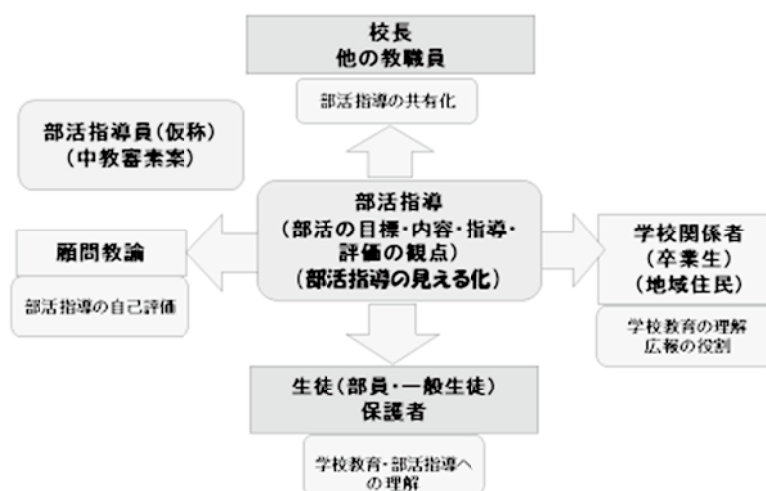 校長
他の教職員
部活指導の共有化
部活指導員(仮称)
(中教審素案)
部活指導
(部活の目標・内容・指導・
評価の観点)
(部活指導の見える化)
顧問教諭
部活指導の自己評価
学校関係者
(卒業生)
(地域住民)
学校教育の理解
広報の役割
生徒(部員・一般生徒)
保護者
学校教育・部活指導へ
の理解